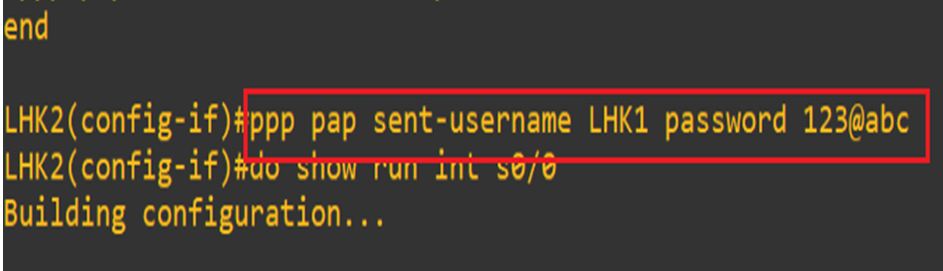 end
LHK2(config-if)#ppp pap sent-username LHK1 password 123@abc
LHK2(config-if)#do show run int s0/0
Building configuration...